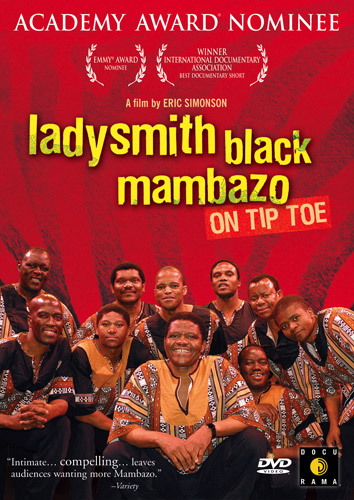 ACADEMY AWARD® NOMINEE
EMMY® AWARD
NOMINEE
WINNER
INTERNATIONAL DOCUMENTARY
ASSOCIATION
BEST DOCUMENTARY SHORT
A film by ERIC SIMONSON
ladysmith black
mambazo
ON TIP TOE
"Intimate... compelling... leaves
audiences wanting more Mambazo."
—Variety
DVD
VIDEO
DOCU
RAMA